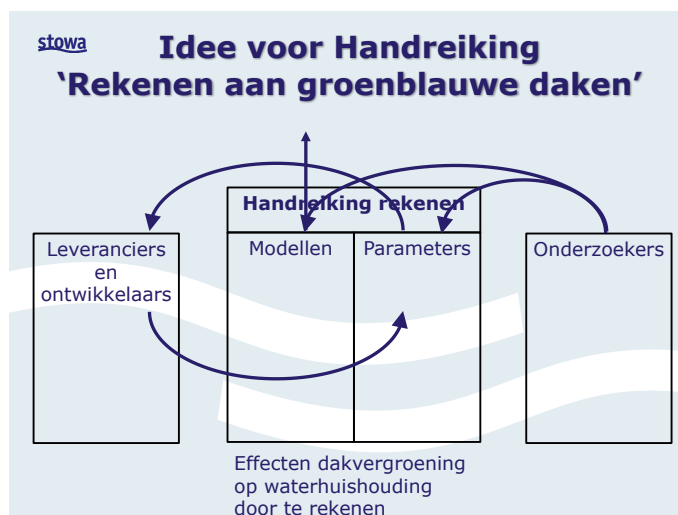 stowa
Idee voor Handreiking
‘Rekenen aan groenblauwe daken’
Handreiking rekenen
Leveranciers
en
ontwikkelaars
Modellen
Parameters
Onderzoekers
Effecten dakvergroening
op waterhuishouding
door te rekenen